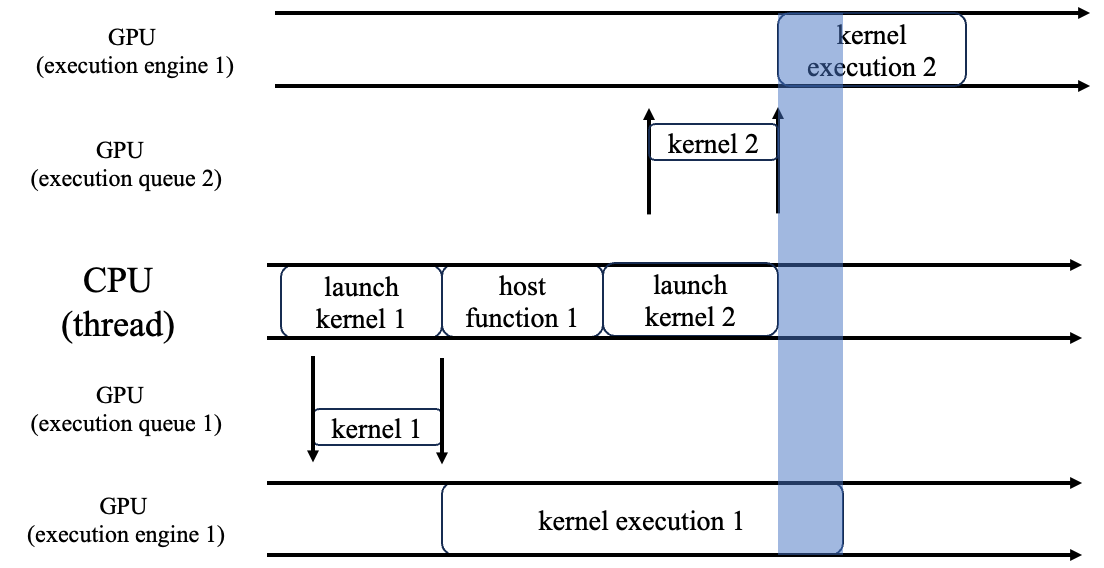 GPU
(execution engine 1)
kernel
execution 2
GPU
(execution queue 2)
kernel 2
CPU
(thread)
launch
kernel 1
host
function 1
launch
kernel 2
GPU
(execution queue 1)
kernel 1
GPU
(execution engine 1)
kernel execution 1